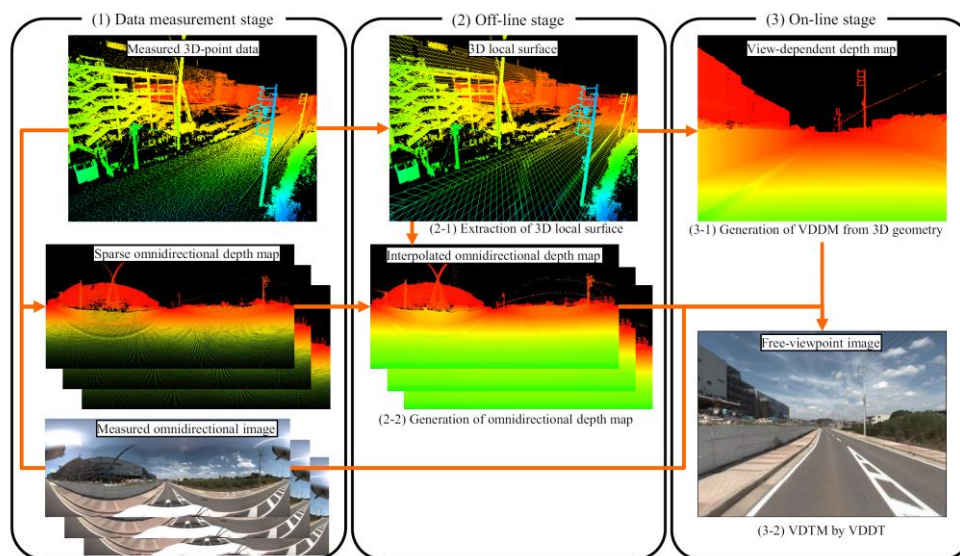 (1) Data measurement stage
Measured 3D-point data
Sparse omnidirectional depth map
Measured omnidirectional image
(2) Off-line stage
3D local surface
(2-1) Extraction of 3D local surface
Interpolated omnidirectional depth map
(2-2) Generation of omnidirectional depth map
(3) On-line stage
View-dependent depth map
(3-1) Generation of VDDM from 3D geometry
Free-viewpoint image
(3-2) VDTM by VDDT